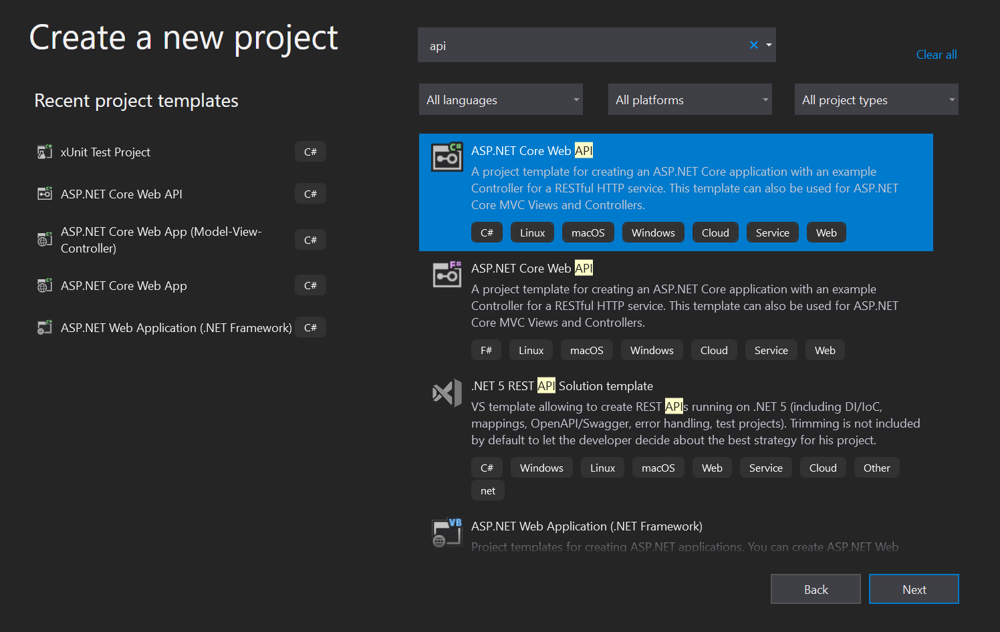 Create a new project
api
Clear all
All languages
All platforms
All project types
Recent project templates
xUnit Test Project
C#
ASP.NET Core Web API
C#
ASP.NET Core Web App (Model-View-
Controller)
C#
ASP.NET Core Web App
C#
ASP.NET Web Application (.NET Framework)
C#
C#
ASP.NET Core Web API
A project template for creating an ASP.NET Core application with an example
Controller for a RESTful HTTP service. This template can also be used for ASP.NET
Core MVC Views and Controllers.
C# Linux macOS Windows Cloud Service Web
F#
ASP.NET Core Web API
A project template for creating an ASP.NET Core application with an example
Controller for a RESTful HTTP service. This template can also be used for ASP.NET
Core MVC Views and Controllers.
F# Linux macOS Windows Cloud Service Web
.NET 5 REST API Solution template
VS template allowing to create REST APIs running on .NET 5 (including DI/IoC,
mappings, OpenAPI/Swagger, error handling, test projects). Trimming is not included
by default to let the developer decide about the best strategy for his project.
C# Windows Linux macOS Web Service Cloud Other
net
VB
ASP.NET Web Application (.NET Framework)
Project templates for creating ASP.NET applications. You can create ASP.NET Web
Back
Next